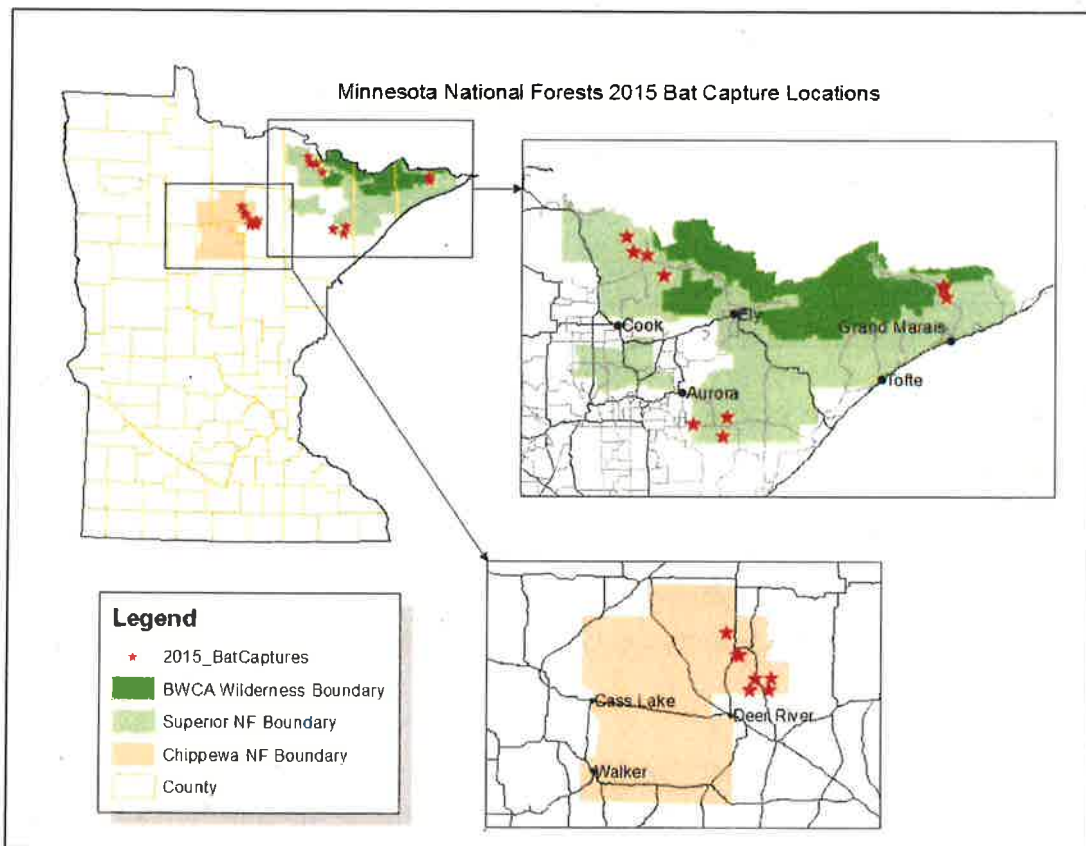 Minnesota National Forests 2015 Bat Capture Locations
Ely
Cook
Grand Marais
Tofte
Aurora
Cass Lake
Deer River
Walker
Legend
2015_BatCaptures
BWCA Wilderness Boundary
Superior NF Boundary
Chippewa NF Boundary
County